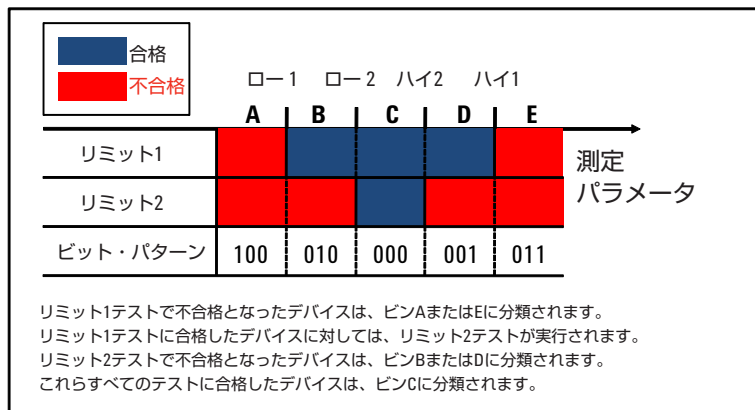 合格
不合格
ロー1 ロー2 ハイ2 ハイ1
A B C D E
リミット1
測定
パラメータ
リミット2
ビット・パターン 100 010 000 001 011
リミット1テストで不合格となったデバイスは、ビンAまたはEに分類されます。
リミット1テストに合格したデバイスに対しては、リミット2テストが実行されます。
リミット2テストで不合格となったデバイスは、ビンBまたはDに分類されます。
これらすべてのテストに合格したデバイスは、ビンCに分類されます。